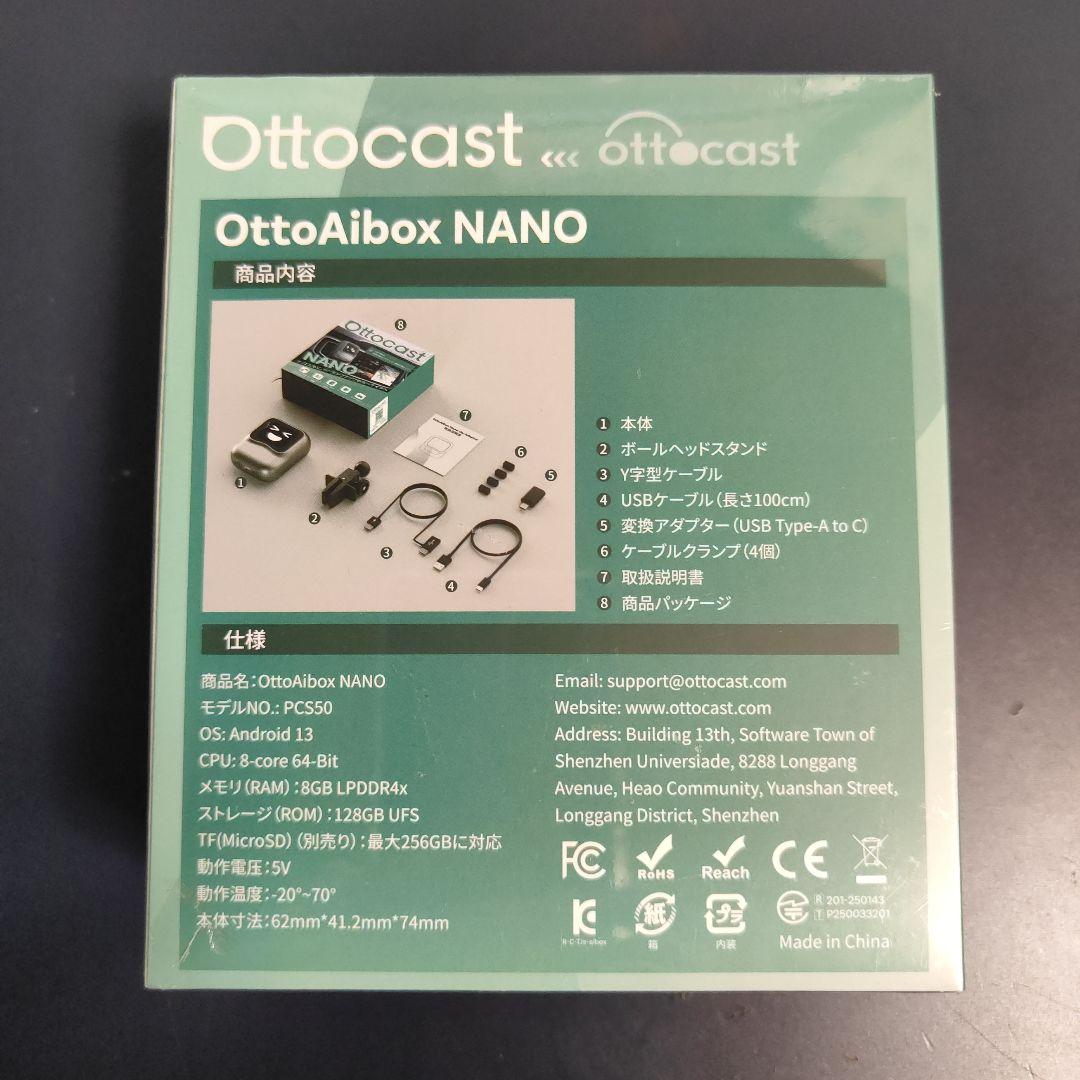 Ottocast <<< ottocast
OttoAibox NANO
商品内容
Ottocast
NANO
1 本体
2 ボールヘッドスタンド
3 Y字型ケーブル
4 USBケーブル（長さ100cm）
5 変換アダプター（USB Type-A to C）
6 ケーブルクランプ（4個）
7 取扱説明書
8 商品パッケージ
仕様
商品名：OttoAibox NANO
モデルNO.: PCS50
OS: Android 13
CPU: 8-core 64-Bit
メモリ（RAM）：8GB LPDDR4x
ストレージ（ROM）：128GB UFS
TF(MicroSD)（別売り）：最大256GBに対応
動作電圧：5V
動作温度：-20°~70°
本体寸法：62mm*41.2mm*74mm
Email: support@ottocast.com
Website: www.ottocast.com
Address: Building 13th, Software Town of
Shenzhen Universiade, 8288 Longgang
Avenue, Heao Community, Yuanshan Street,
Longgang District, Shenzhen
FC RoHS Reach CE
紙 箱
プラ 内装
R 201-250143
T P250033201
Made in China